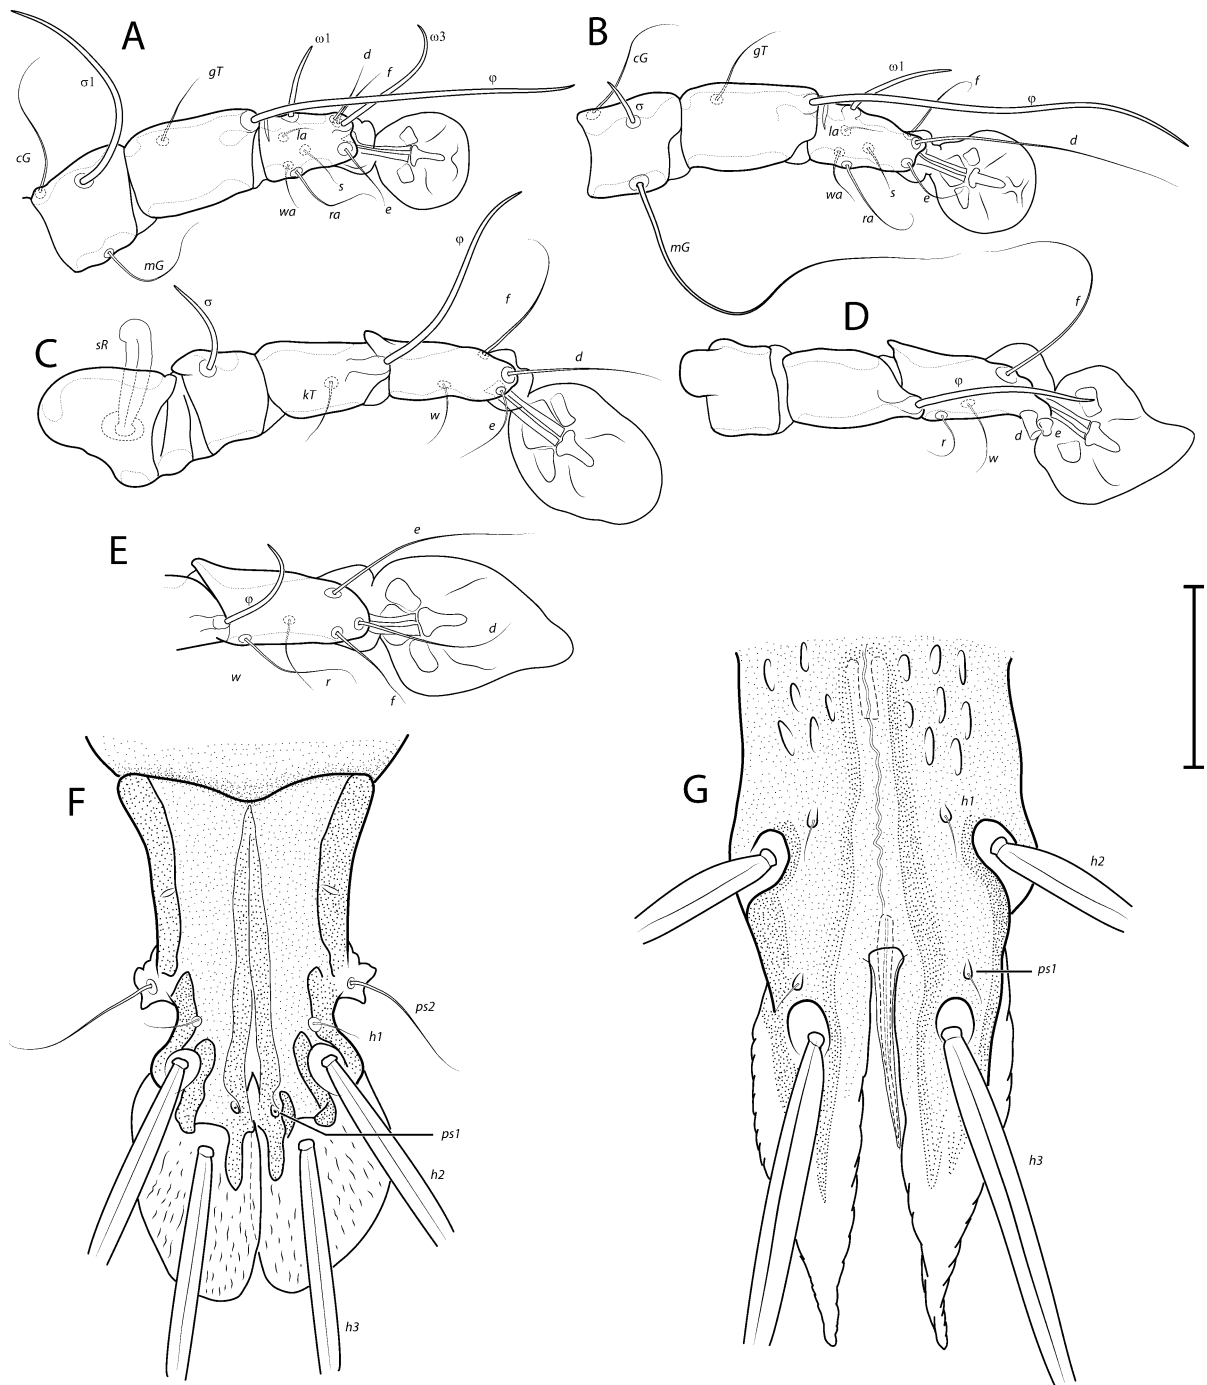 A
σ1
cG
gT
ω1
d
f
ω3
φ
la
s
wa
ra
e
mG
B
cG
σ
gT
ω1
f
φ
la
d
wa
s
e
ra
mG
C
sR
σ
kT
φ
f
w
d
e
D
f
φ
r
w
d
e
E
e
φ
d
w
r
f
F
ps2
h1
ps1
h2
h3
G
h1
h2
ps1
h3